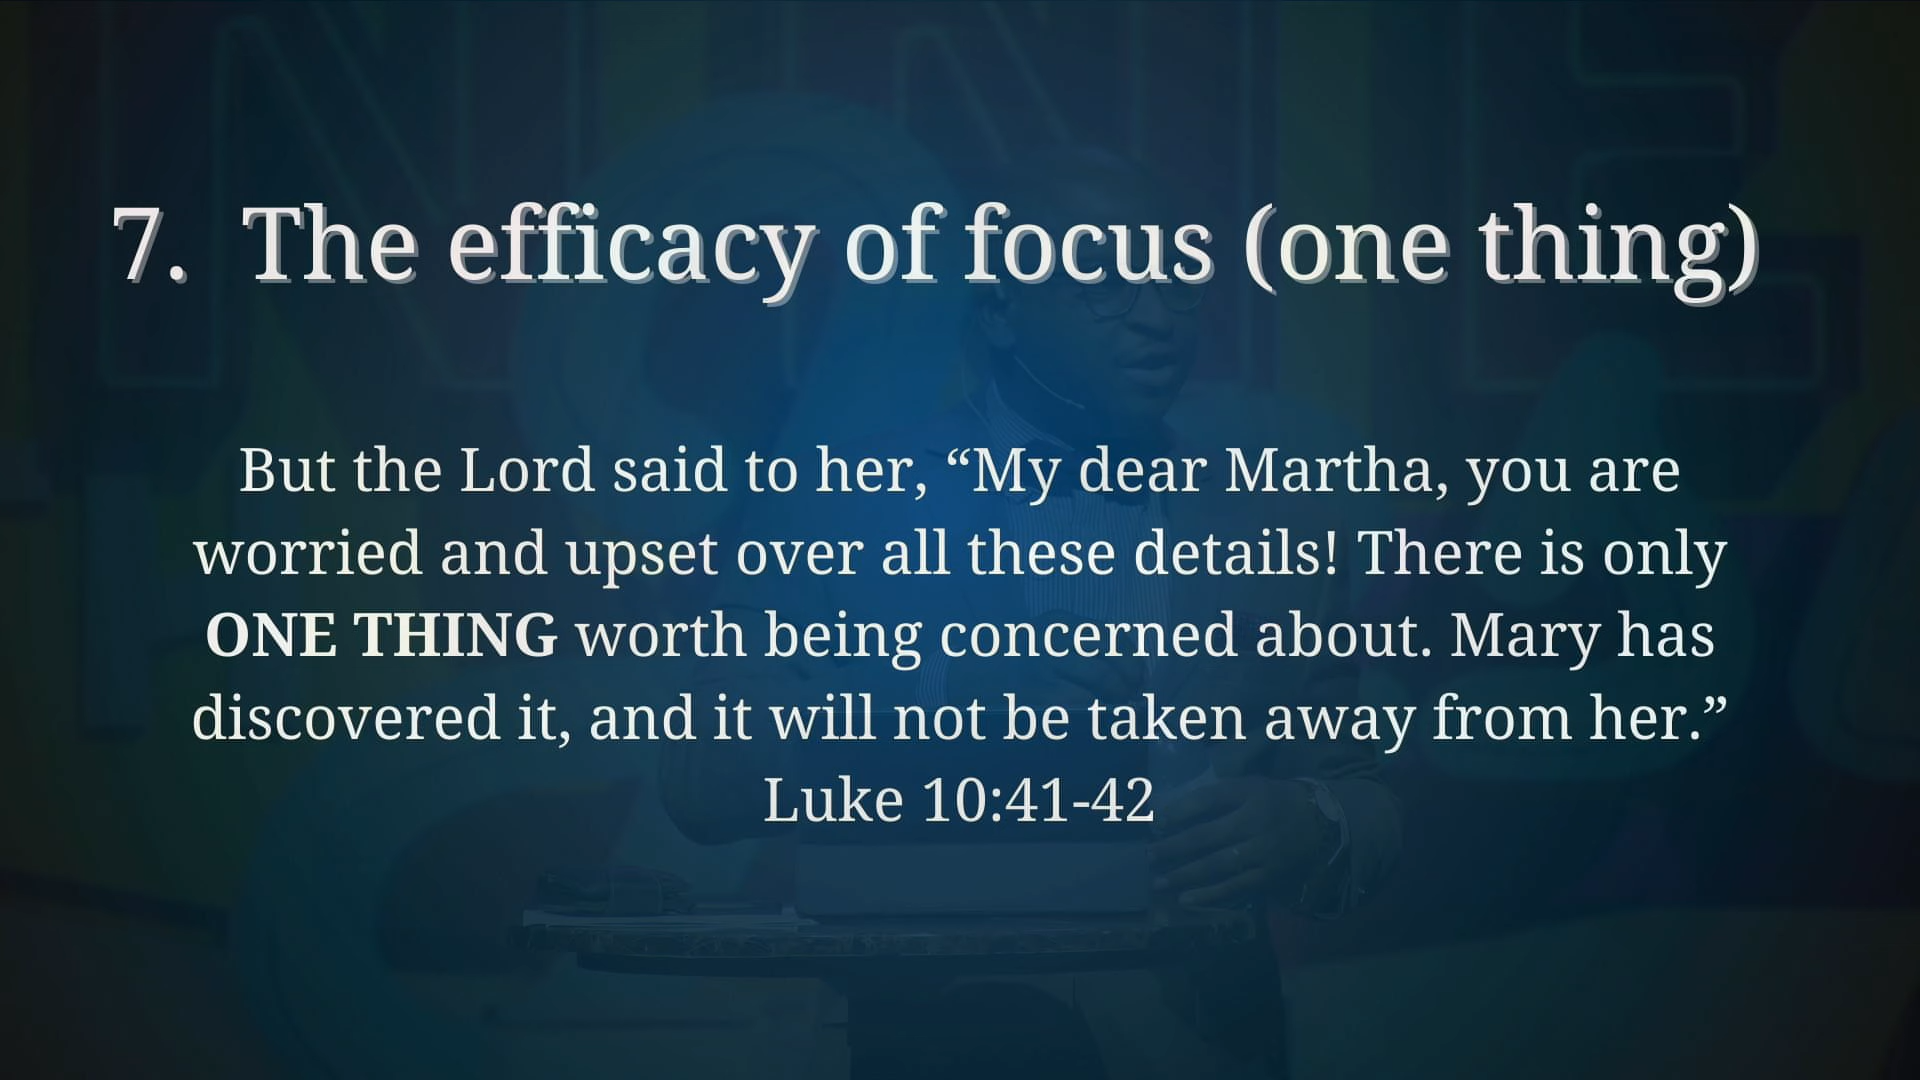 7. The efficacy of focus (one thing)
But the Lord said to her, “My dear Martha, you are
worried and upset over all these details! There is only
ONE THING worth being concerned about. Mary has
discovered it, and it will not be taken away from her.”
Luke 10:41-42